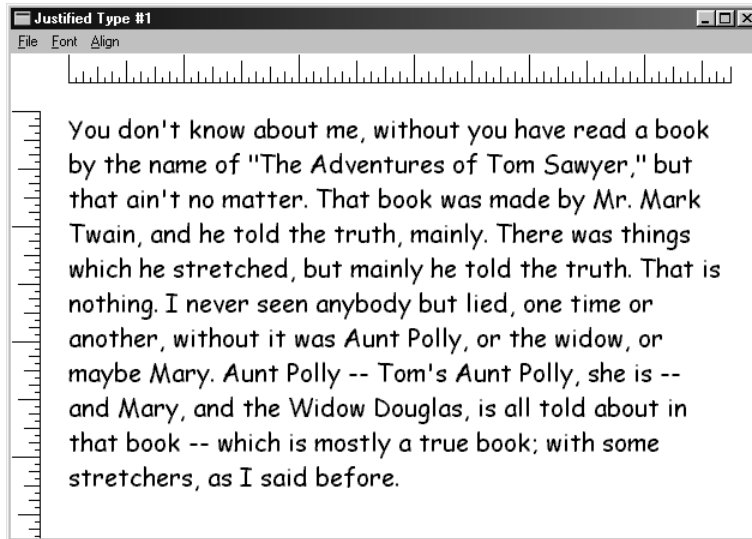 Justified Type #1
File Font Align
You don't know about me, without you have read a book
by the name of "The Adventures of Tom Sawyer," but
that ain't no matter. That book was made by Mr. Mark
Twain, and he told the truth, mainly. There was things
which he stretched, but mainly he told the truth. That is
nothing. I never seen anybody but lied, one time or
another, without it was Aunt Polly, or the widow, or
maybe Mary. Aunt Polly -- Tom's Aunt Polly, she is --
and Mary, and the Widow Douglas, is all told about in
that book -- which is mostly a true book; with some
stretchers, as I said before.